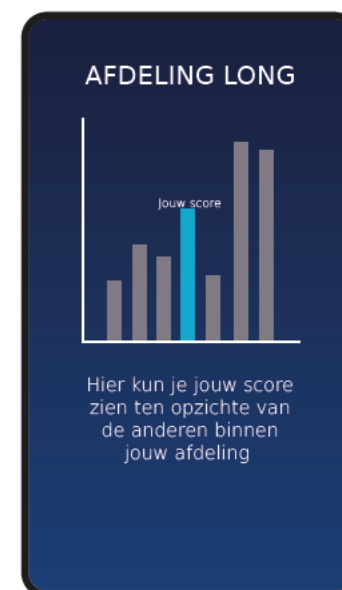 AFDELING LONG
Jouw score
Hier kun je jouw score
zien ten opzichte van
de anderen binnen
jouw afdeling